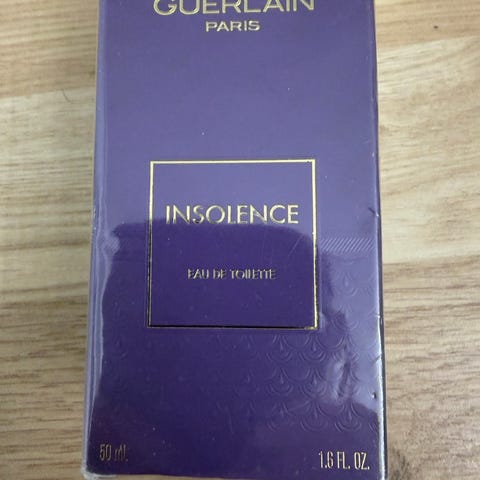 GUERLAIN
PARIS
INSOLENCE
EAU DE TOILETTE
50 mL 1.6 FL. OZ.